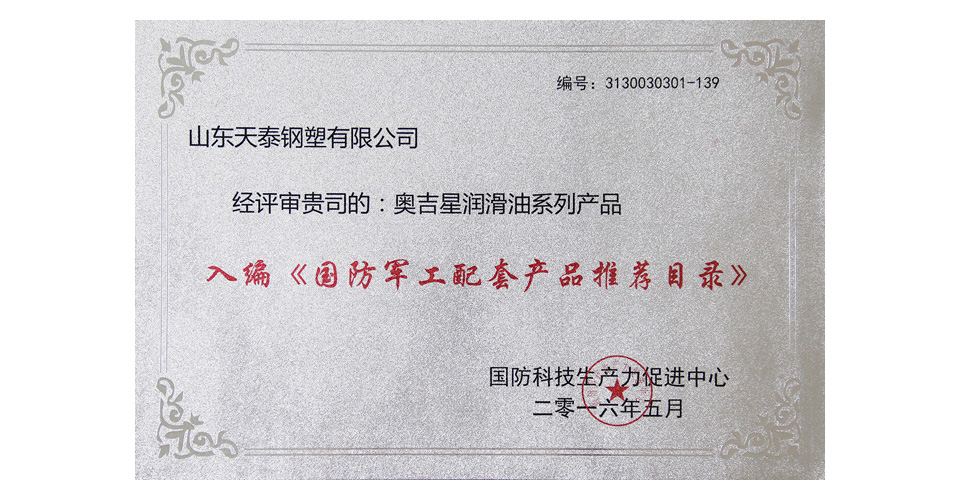 编号：3130030301-139
山东天泰钢塑有限公司
经评审贵司的：奥吉星润滑油系列产品
入编《国防军工配套产品推荐目录》
国防科技生产力促进中心
二零一六年五月